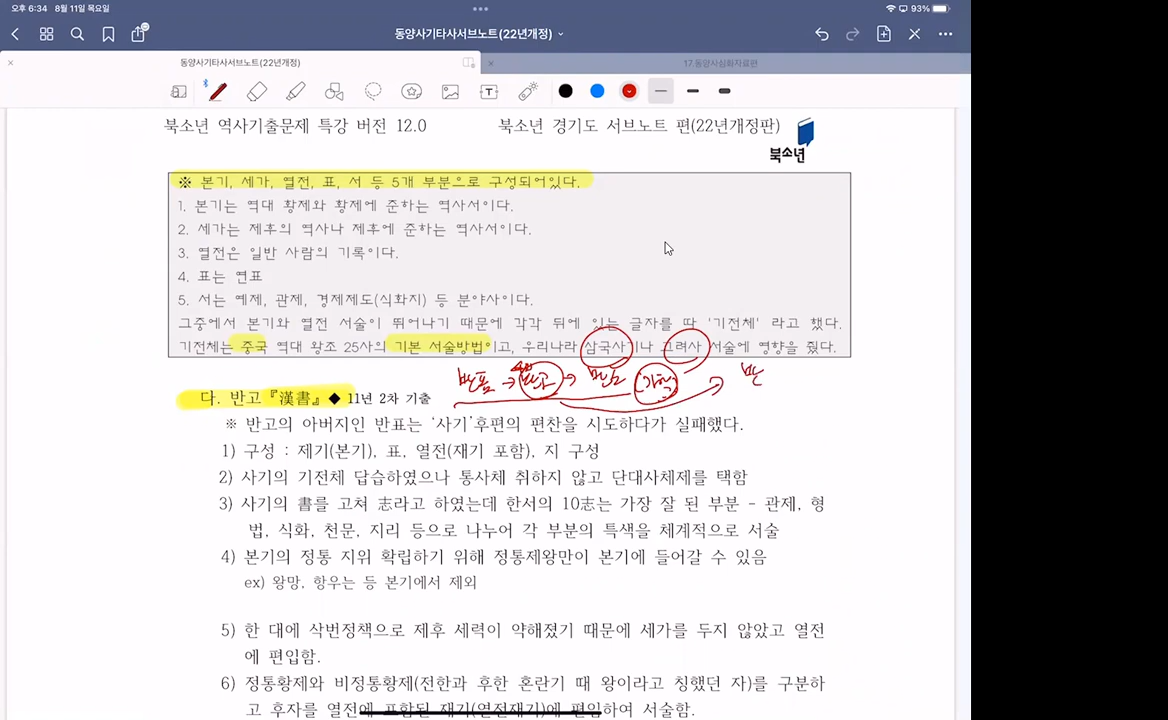 오후 6:34 8월 11일 목요일
93%
동양사기타사서브노트(22년개정)
동양사기타사서브노트(22년개정)
17.동양사심화자료편
북소년 역사기출문제 특강 버전 12.0 북소년 경기도 서브노트 편(22년개정판)
북소년
※ 본기, 세가, 열전, 표, 서 등 5개 부분으로 구성되어있다.
1. 본기는 역대 황제와 황제에 준하는 역사서이다.
2. 세가는 제후의 역사나 제후에 준하는 역사서이다.
3. 열전은 일반 사람의 기록이다.
4. 표는 연표
5. 서는 예제, 관제, 경제제도(식화지) 등 분야사이다.
그중에서 본기와 열전 서술이 뛰어나기 때문에 각각 뒤에 있는 글자를 따 '기전체' 라고 했다.
기전체는 중국 역대 왕조 25사의 기본 서술방법이고, 우리나라 삼국사기나 고려사 서술에 영향을 줬다.
반표 → 반고 →
다. 반고『漢書』◆ 11년 2차 기출
※ 반고의 아버지인 반표는 '사기'후편의 편찬을 시도하다가 실패했다.
1) 구성 : 제기(본기), 표, 열전(재기 포함), 지 구성
2) 사기의 기전체 답습하였으나 통사체 취하지 않고 단대사체제를 택함
3) 사기의 書를 고쳐 志라고 하였는데 한서의 10志는 가장 잘 된 부분 - 관제, 형
법, 식화, 천문, 지리 등으로 나누어 각 부분의 특색을 체계적으로 서술
4) 본기의 정통 지위 확립하기 위해 정통제왕만이 본기에 들어갈 수 있음
ex) 왕망, 항우는 등 본기에서 제외
5) 한 대에 삭번정책으로 제후 세력이 약해졌기 때문에 세가를 두지 않았고 열전
에 편입함.
6) 정통황제와 비정통황제(전한과 후한 혼란기 때 왕이라고 칭했던 자)를 구분하
고 후자를 열전에 포함된 재기(열전재기)에 편입하여 서술함.